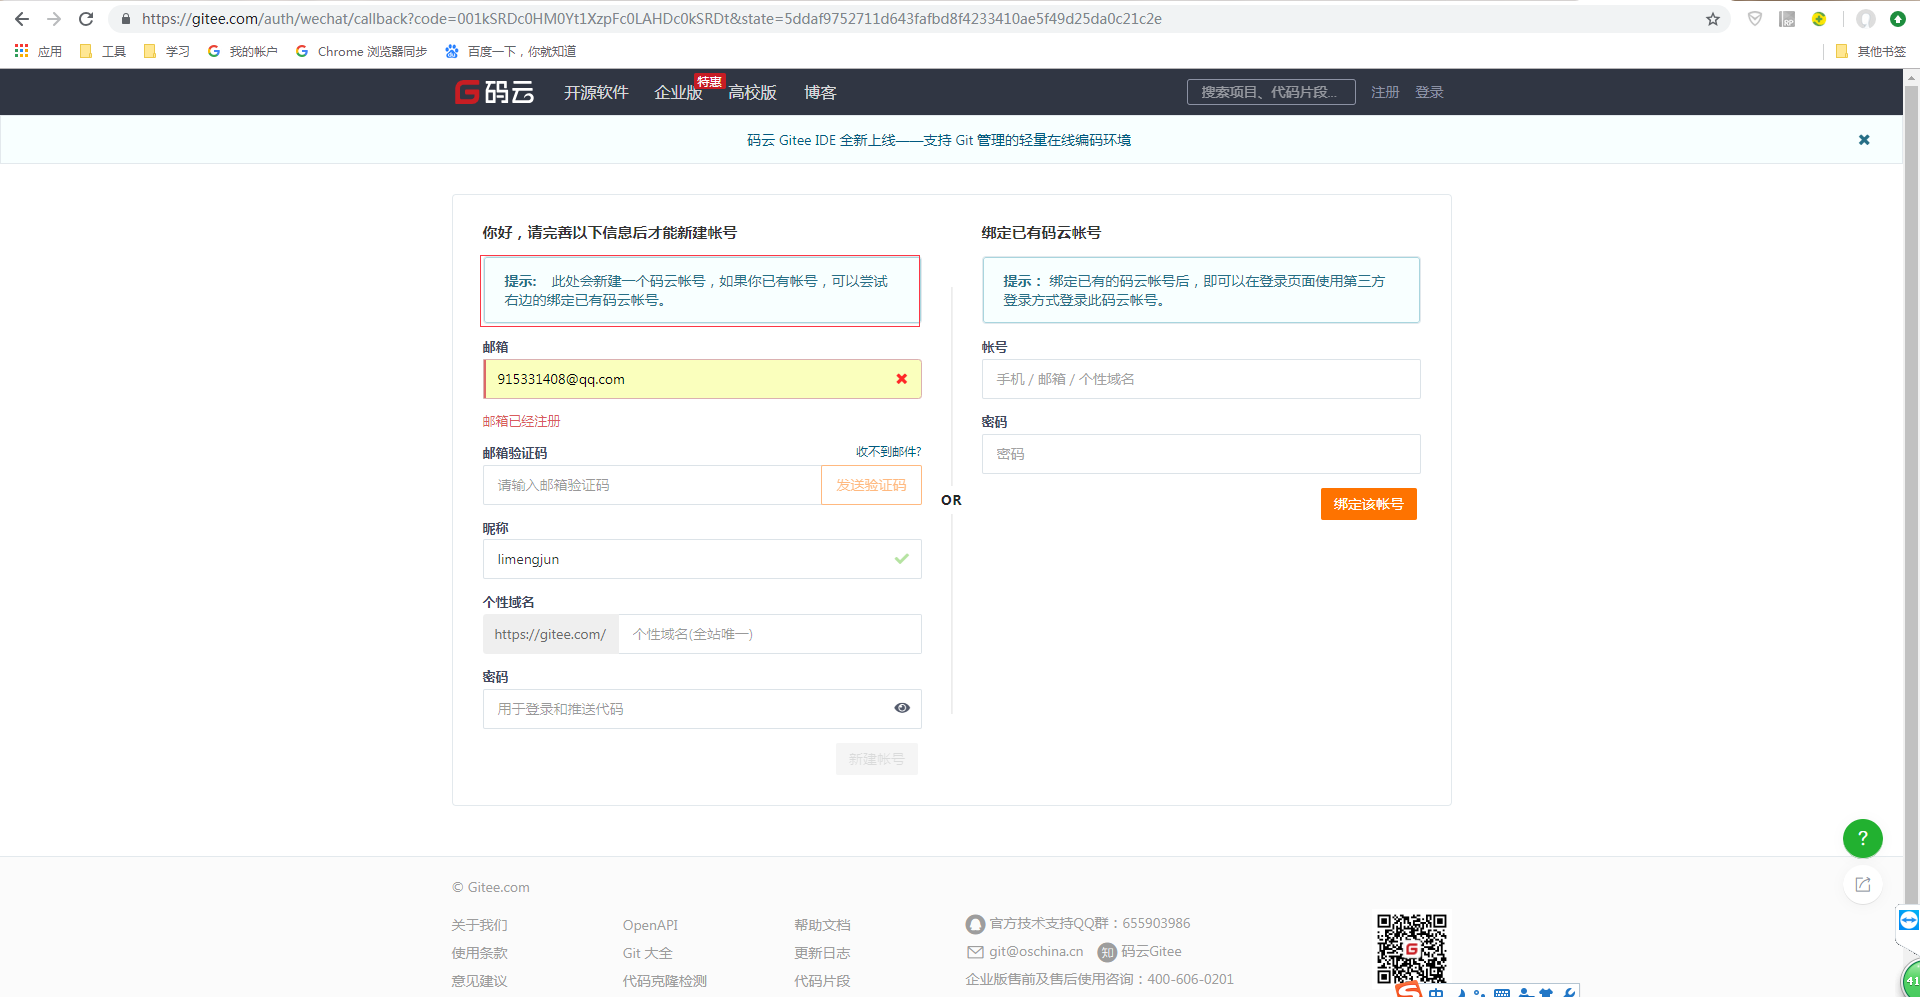 https://gitee.com/auth/wechat/callback?code=001kSRDc0HM0Yt1XzpFc0LAHDc0kSRDt&state=5ddaf9752711d643fafbd8f4233410ae5f49d25da0c21c2e
应用 工具 学习 我的帐户 Chrome 浏览器同步 百度一下，你就知道 其他书签
G码云 开源软件 企业版 特惠 高校版 博客 搜索项目、代码片段... 注册 登录
码云 Gitee IDE 全新上线——支持 Git 管理的轻量在线编码环境
你好，请完善以下信息后才能新建帐号
提示: 此处会新建一个码云帐号，如果你已有帐号，可以尝试
右边的绑定已有码云帐号。
邮箱
915331408@qq.com
邮箱已经注册
邮箱验证码 收不到邮件?
请输入邮箱验证码 发送验证码
昵称
limengjun
个性域名
https://gitee.com/ 个性域名(全站唯一)
密码
用于登录和推送代码
新建帐号
OR
绑定已有码云帐号
提示：绑定已有的码云帐号后，即可以在登录页面使用第三方
登录方式登录此码云帐号。
帐号
手机 / 邮箱 / 个性域名
密码
密码
绑定该帐号
?
© Gitee.com
关于我们 OpenAPI 帮助文档 官方技术支持QQ群：655903986
使用条款 Git 大全 更新日志 git@oschina.cn 知 码云Gitee
意见建议 代码克隆检测 代码片段 企业版售前及售后使用咨询：400-606-0201
G
中
41